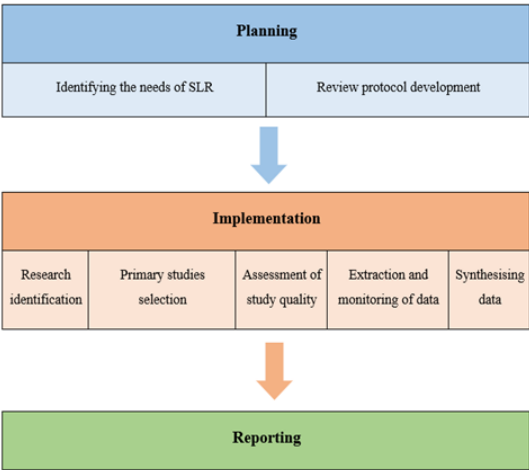 Planning
Identifying the needs of SLR
Review protocol development
Implementation
Research
identification
Primary studies
selection
Assessment of
study quality
Extraction and
monitoring of data
Synthesising
data
Reporting